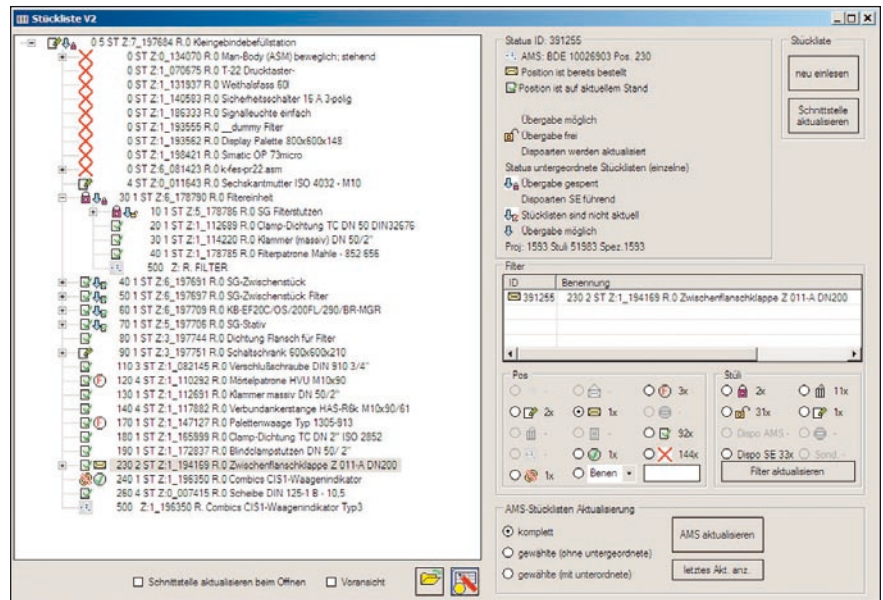 Stückliste V2
0 5 ST Z:7_197684 R.0 Kleingebindebefüllstation
0 ST Z:0_134070 R.0 Man-Body (ASM) beweglich; stehend
0 ST Z:1_070675 R.0 T-22 Drucktaster-
0 ST Z:1_131937 R.0 Weithalsfass 60l
0 ST Z:1_140583 R.0 Sicherheitsschalter 16 A 3-polig
0 ST Z:1_186333 R.0 Signalleuchte einfach
0 ST Z:1_193555 R.0 __dummy Filter
0 ST Z:1_193562 R.0 Display Palette 800x600x148
0 ST Z:1_198421 R.0 Simatic OP 73micro
0 ST Z:6_081423 R.0 k-fes-pr22.asm
4 ST Z:0_011643 R.0 Sechskantmutter ISO 4032 - M10
30 1 ST Z:6_178790 R.0 Filtereinheit
10 1 ST Z:5_178786 R.0 SG Filterstutzen
20 1 ST Z:1_112689 R.0 Clamp-Dichtung TC DN 50 DIN32676
30 1 ST Z:1_114220 R.0 Klammer (massiv) DN 50/2"
40 1 ST Z:1_178785 R.0 Filterpatrone Mahle - 852 656
500 Z: R. FILTER
40 1 ST Z:6_197691 R.0 SG-Zwischenstück
50 1 ST Z:6_197697 R.0 SG-Zwischenstück Filter
60 1 ST Z:6_197709 R.0 KB-EF20C/OS/200FL/290/BR-MGR
70 1 ST Z:5_197706 R.0 SG-Stativ
80 1 ST Z:3_197744 R.0 Dichtung Flansch für Filter
90 1 ST Z:3_197751 R.0 Schaltschrank 600x600x210
110 3 ST Z:1_082145 R.0 Verschlußschraube DIN 910 3/4"
120 4 ST Z:1_110292 R.0 Mörtelpatrone HVU M10x90
130 1 ST Z:1_112691 R.0 Klammer massiv DN 50/2"
140 4 ST Z:1_117882 R.0 Verbundankerstange HAS-R6k M10x90/61
170 1 ST Z:1_147127 R.0 Palettenwaage Typ 1305-913
180 1 ST Z:1_165999 R.0 Clamp-Dichtung TC DN 2" ISO 2852
190 1 ST Z:1_172837 R.0 Blindclampstutzen DN 50/ 2"
230 2 ST Z:1_194169 R.0 Zwischenflanschklappe Z 011-A DN200
240 1 ST Z:1_196350 R.0 Combics CIS1-Waagenindikator
260 4 ST Z:0_007415 R.0 Scheibe DIN 125-1 B - 10,5
500 Z:1_196350 R. Combics CIS1-Waagenindikator Typ3
Schnittstelle aktualisieren beim Öffnen
Voransicht
Status ID: 391255
AMS: BDE 10026903 Pos. 230
Position ist bereits bestellt
Position ist auf aktuellem Stand
Übergabe möglich
Übergabe frei
Dispoarten werden aktualisiert
Status untergeordnete Stücklisten (einzelne)
Übergabe gesperrt
Dispoarten SE führend
Stücklisten sind nicht aktuell
Übergabe möglich
Proj: 1593 Stuli 51983 Spez.1593
Stückliste
neu einlesen
Schnittstelle
aktualisieren
Filter
ID Benennung
391255 230 2 ST Z:1_194169 R.0 Zwischenflanschklappe Z 011-A DN200
Pos
- - F 3x
2x 1x -
- - 92x
- 1x 144x
1x Benen
Stüli
2x 11x
31x 1x
Dispo AMS - -
Dispo SE 33x Sond. -
Filter aktualisieren
AMS-Stücklisten Aktualisierung
komplett
gewählte (ohne untergeordnete)
gewählte (mit unterordnete)
AMS aktualisieren
letztes Akt. anz.